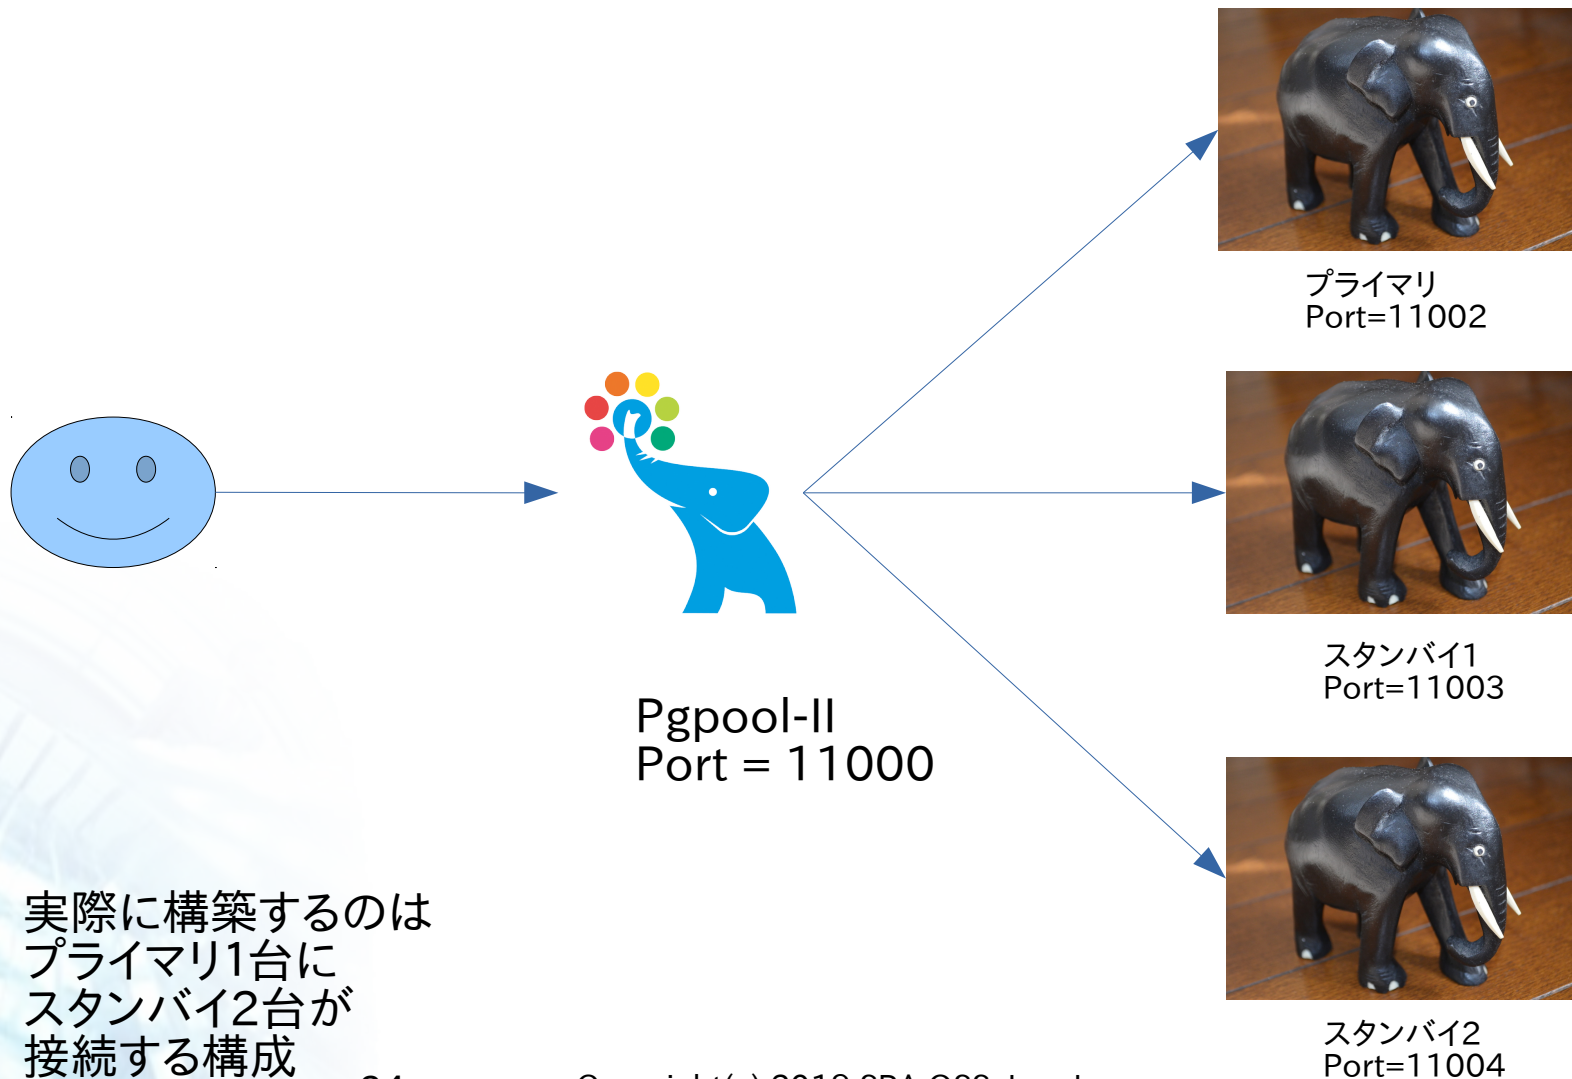 プライマリ
Port=11002
スタンバイ1
Port=11003
Pgpool-II
Port = 11000
実際に構築するのは
プライマリ1台に
スタンバイ2台が
接続する構成
スタンバイ2
Port=11004